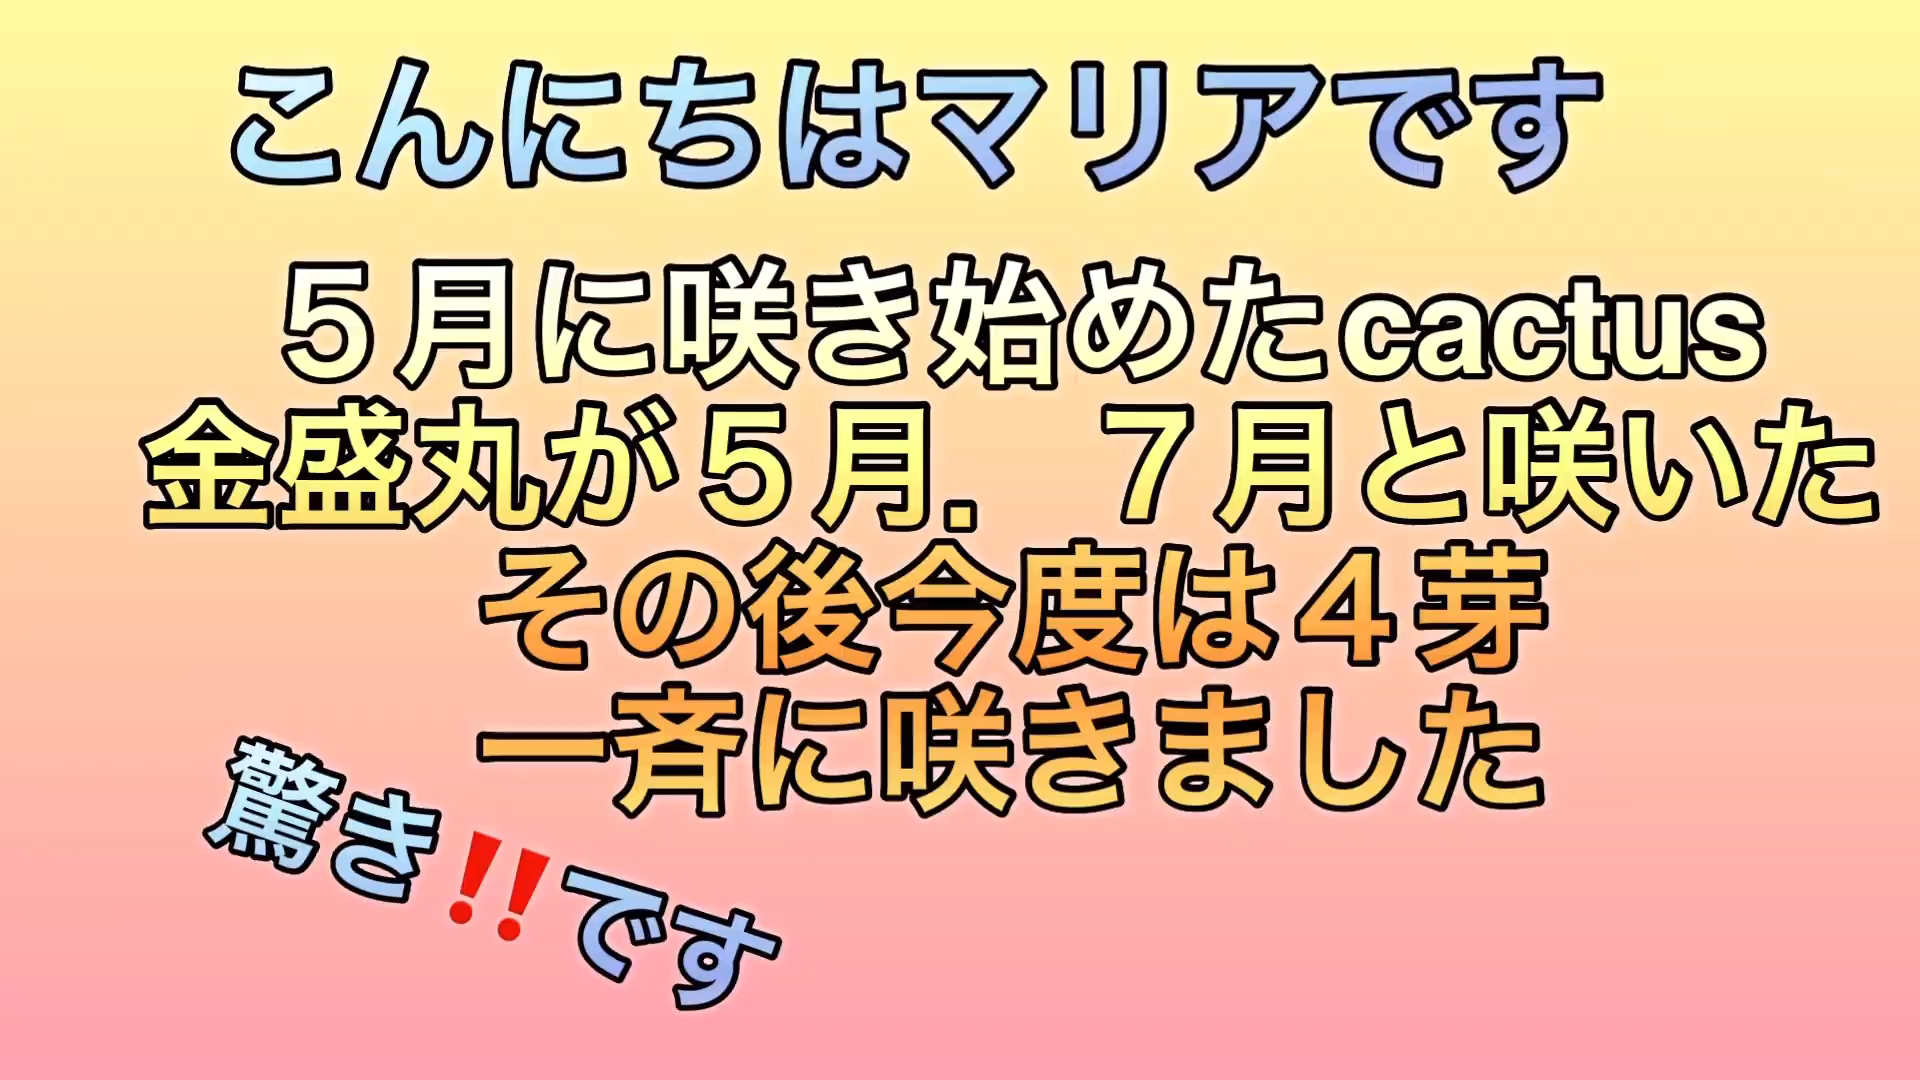 こんにちはマリアです
５月に咲き始めたcactus
金盛丸が５月．７月と咲いた
その後今度は４芽
一斉に咲きました
驚き‼️です